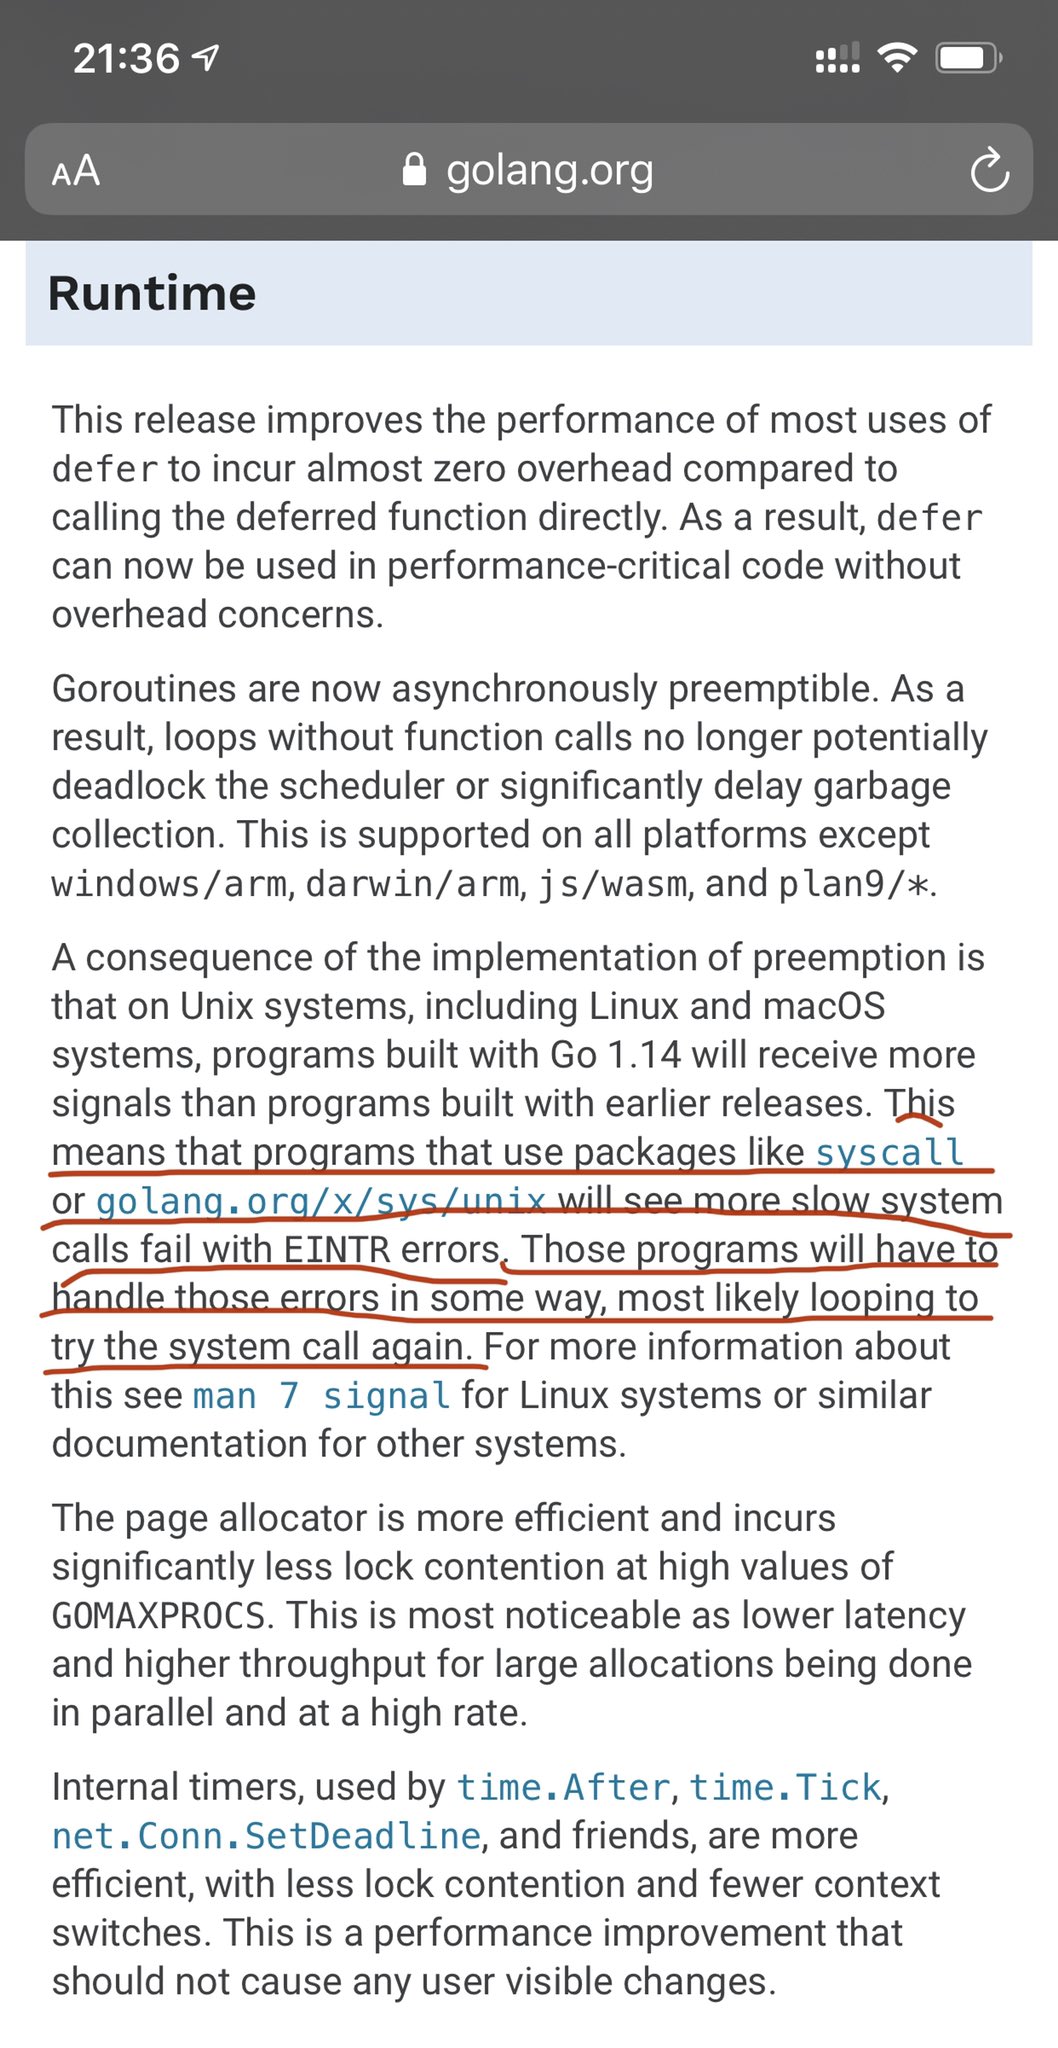 21:36
AA golang.org
Runtime
This release improves the performance of most uses of
defer to incur almost zero overhead compared to
calling the deferred function directly. As a result, defer
can now be used in performance-critical code without
overhead concerns.
Goroutines are now asynchronously preemptible. As a
result, loops without function calls no longer potentially
deadlock the scheduler or significantly delay garbage
collection. This is supported on all platforms except
windows/arm, darwin/arm, js/wasm, and plan9/*.
A consequence of the implementation of preemption is
that on Unix systems, including Linux and macOS
systems, programs built with Go 1.14 will receive more
signals than programs built with earlier releases. This
means that programs that use packages like syscall
or golang.org/x/sys/unix will see more slow system
calls fail with EINTR errors. Those programs will have to
handle those errors in some way, most likely looping to
try the system call again. For more information about
this see man 7 signal for Linux systems or similar
documentation for other systems.
The page allocator is more efficient and incurs
significantly less lock contention at high values of
GOMAXPROCS. This is most noticeable as lower latency
and higher throughput for large allocations being done
in parallel and at a high rate.
Internal timers, used by time.After, time.Tick,
net.Conn.SetDeadline, and friends, are more
efficient, with less lock contention and fewer context
switches. This is a performance improvement that
should not cause any user visible changes.